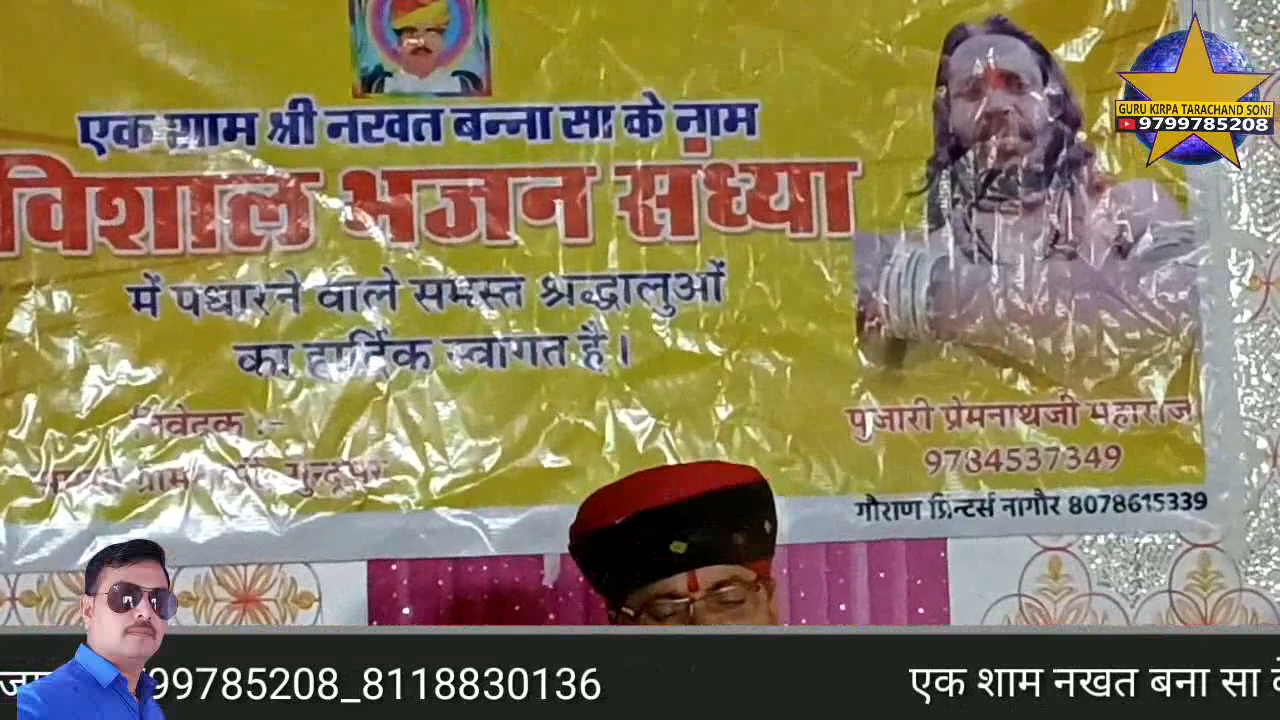 एक शाम श्री नखत बन्ना सा के नाम
विशाल भजन संध्या
में पधारने वाले समस्त श्रद्धालुओं
का हार्दिक स्वागत है।
निवेदक :-
पुजारी प्रेमनाथजी महाराज
9784537349
गौराण प्रिन्टर्स नागौर 8078615339
GURU KIRPA TARACHAND SONI
9799785208
99785208_8118830136
एक शाम नखत बना सा के